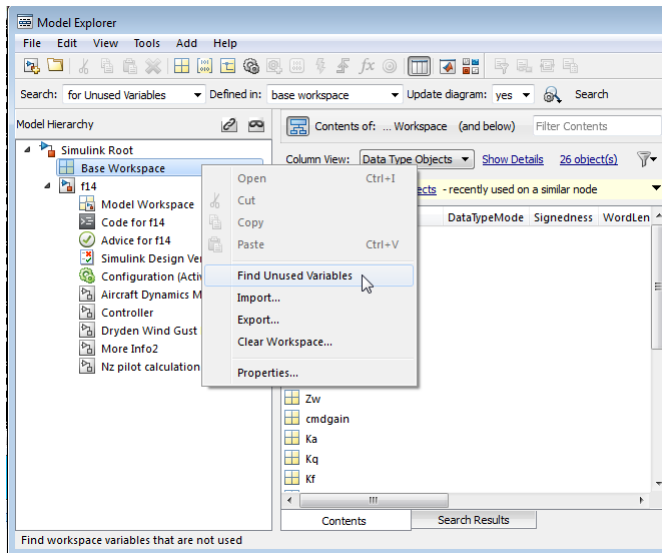 Model Explorer
File Edit View Tools Add Help
Search: for Unused Variables Defined in: base workspace Update diagram: yes Search
Model Hierarchy
Contents of: ... Workspace (and below) Filter Contents
Simulink Root
Column View: Data Type Objects Show Details 26 object(s)
Base Workspace
f14
Model Workspace
Code for f14
Advice for f14
Simulink Design Ver
Configuration (Activ
Aircraft Dynamics M
Controller
Dryden Wind Gust
More Info2
Nz pilot calculation
Open Ctrl+I
Cut
Copy
Paste Ctrl+V
Find Unused Variables
Import...
Export...
Clear Workspace...
Properties...
ects - recently used on a similar node
DataTypeMode Signedness WordLen
Zw
cmdgain
Ka
Kq
Kf
Contents Search Results
Find workspace variables that are not used